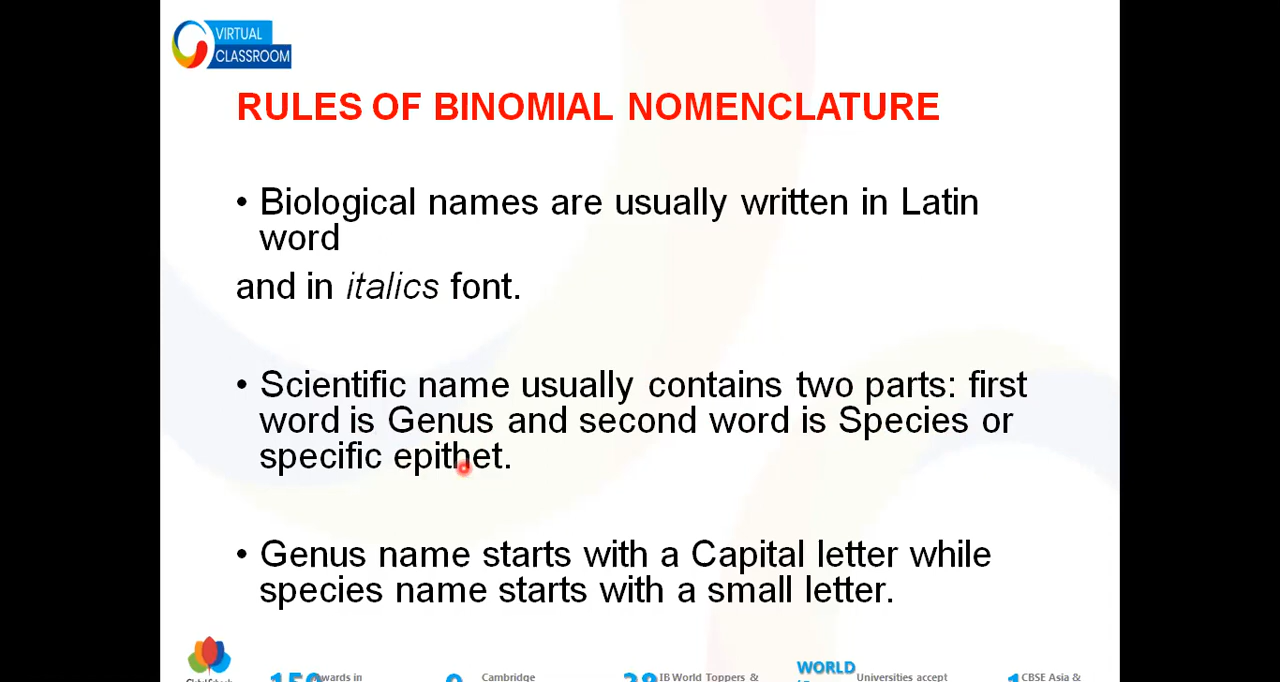 VIRTUAL
CLASSROOM
RULES OF BINOMIAL NOMENCLATURE
• Biological names are usually written in Latin
word
and in italics font.
• Scientific name usually contains two parts: first
word is Genus and second word is Species or
specific epithet.
• Genus name starts with a Capital letter while
species name starts with a small letter.
Awards in
Cambridge
IB World Toppers &
WORLD
Universities accept
CBSE Asia &